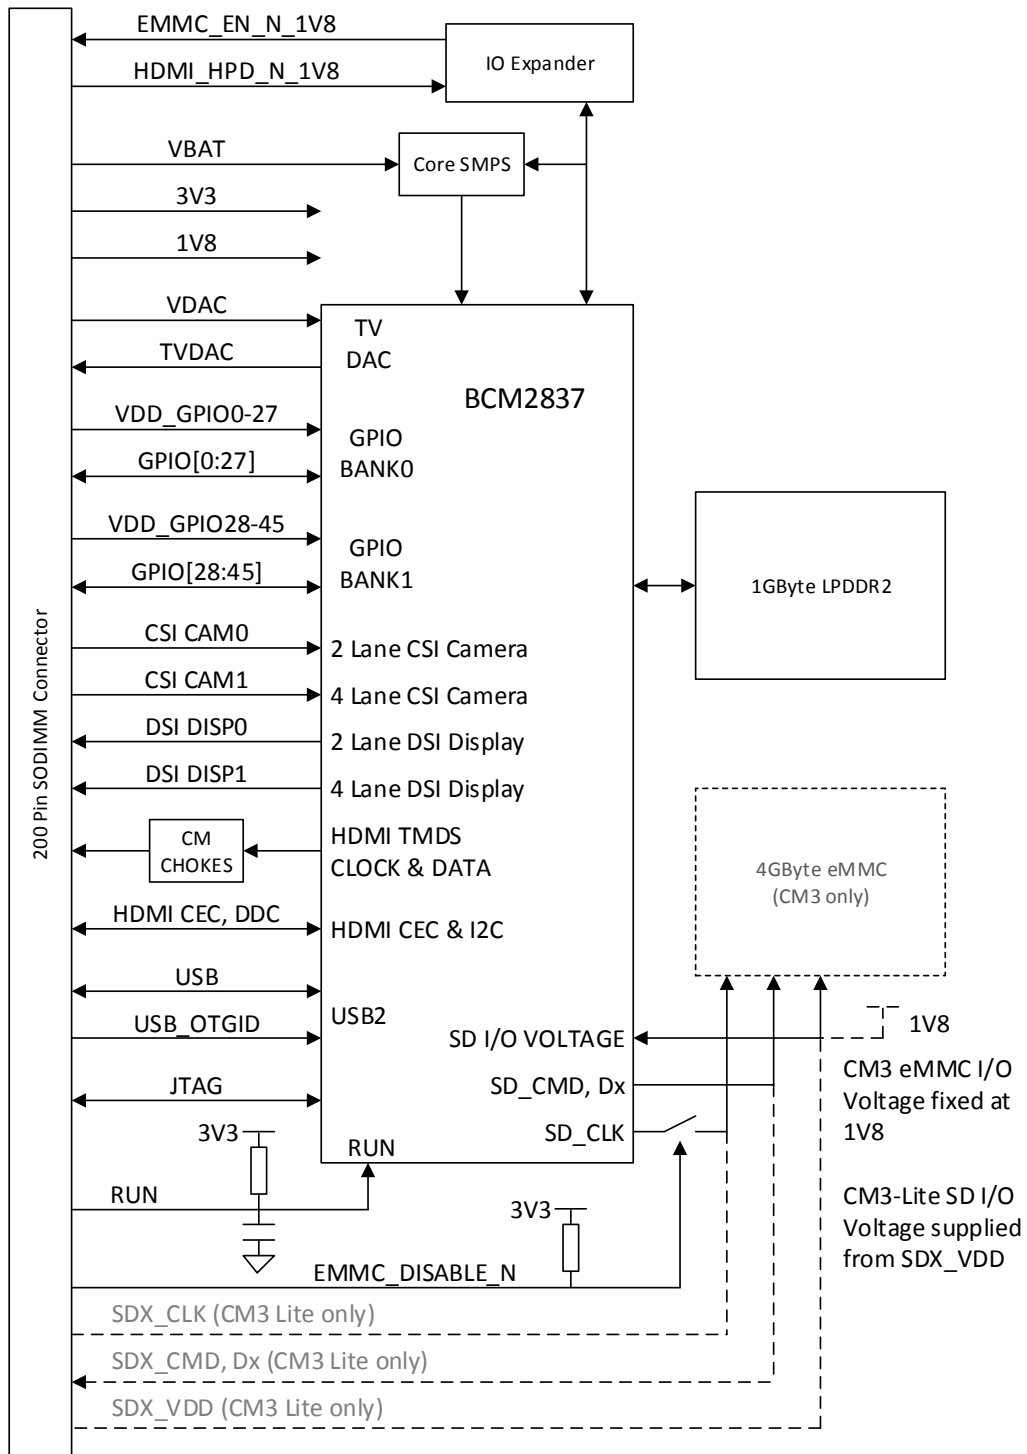 EMMC_EN_N_1V8
IO Expander
HDMI_HPD_N_1V8
VBAT
Core SMPS
3V3
1V8
VDAC
TV
DAC
TVDAC
BCM2837
VDD_GPIO0-27
GPIO
BANK0
GPIO[0:27]
VDD_GPIO28-45
GPIO
BANK1
GPIO[28:45]
1GByte LPDDR2
200 Pin SODIMM Connector
CSI CAM0
2 Lane CSI Camera
CSI CAM1
4 Lane CSI Camera
DSI DISP0
2 Lane DSI Display
DSI DISP1
4 Lane DSI Display
CM
CHOKES
HDMI TMDS
CLOCK & DATA
4GByte eMMC
(CM3 only)
HDMI CEC, DDC
HDMI CEC & I2C
USB
USB2
USB_OTGID
SD I/O VOLTAGE
1V8
SD_CMD, Dx
CM3 eMMC I/O
Voltage fixed at
1V8
JTAG
SD_CLK
3V3
RUN
RUN
3V3
CM3-Lite SD I/O
Voltage supplied
from SDX_VDD
EMMC_DISABLE_N
SDX_CLK (CM3 Lite only)
SDX_CMD, Dx (CM3 Lite only)
SDX_VDD (CM3 Lite only)